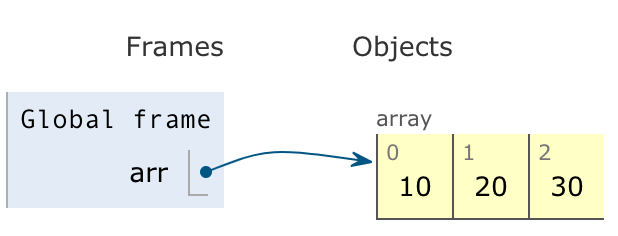 Frames Objects
Global frame
arr
array
0 1 2
10 20 30